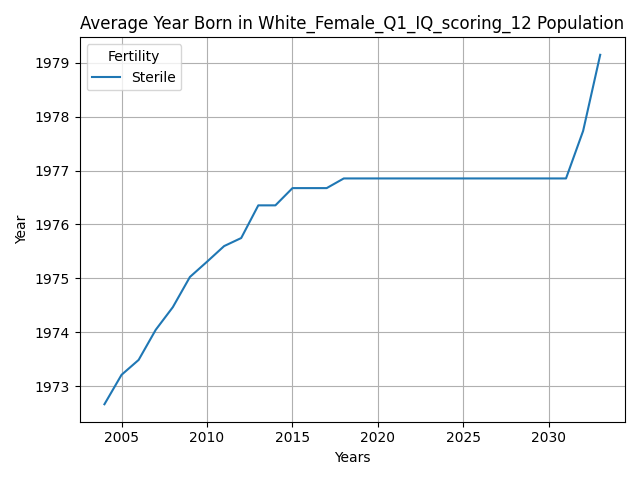 Average Year Born in White_Female_Q1_IQ_scoring_12 Population
Fertility
Sterile
1979
1978
1977
1976
1975
1974
1973
Year
2005 2010 2015 2020 2025 2030
Years